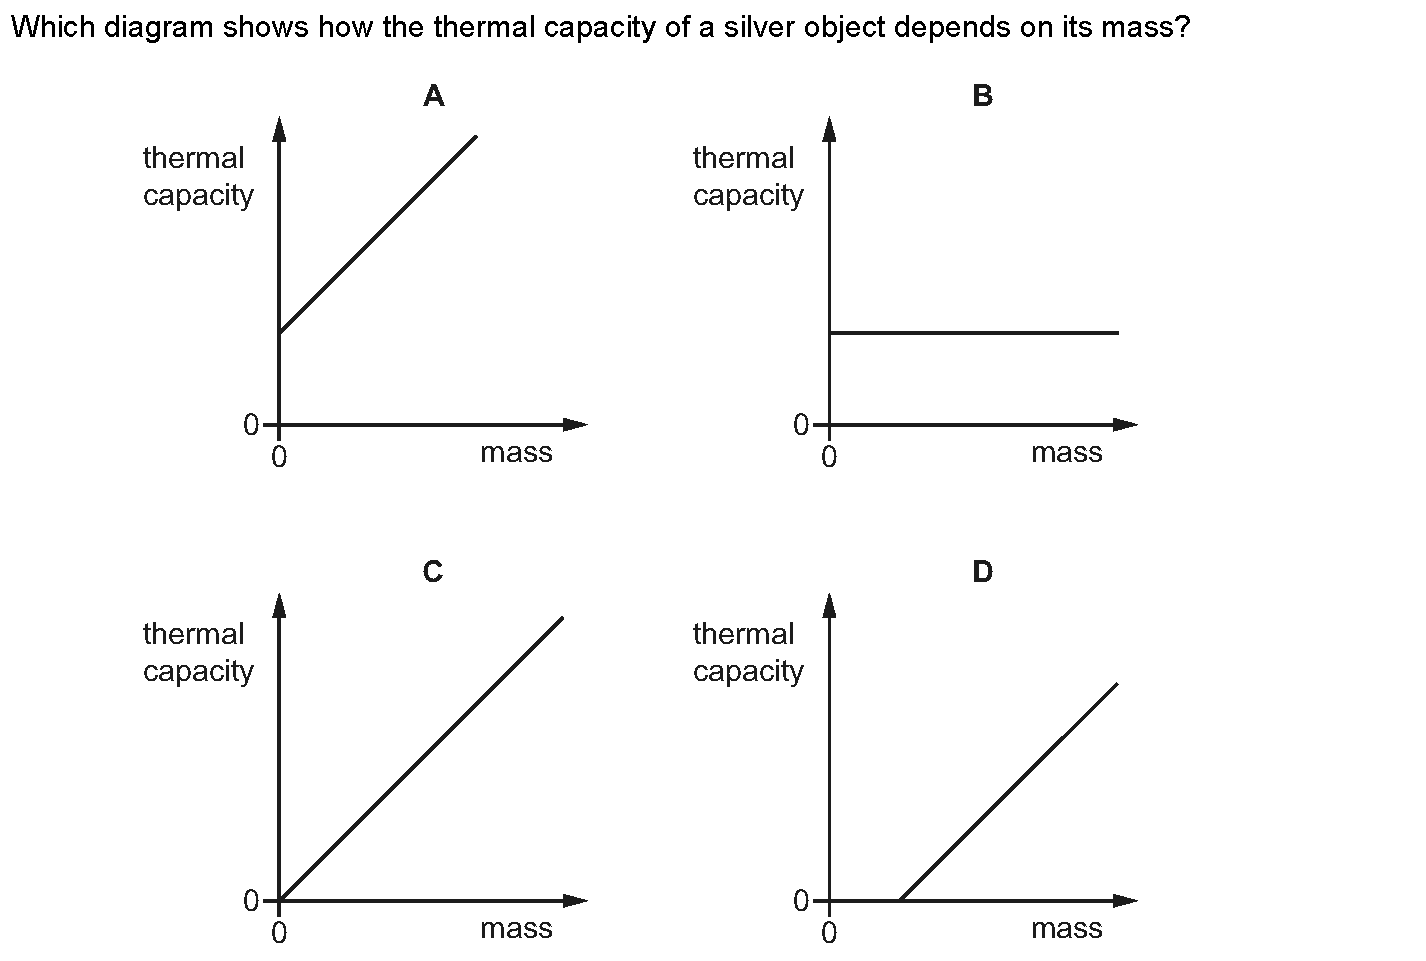 Which diagram shows how the thermal capacity of a silver object depends on its mass?
A
thermal
capacity
0
0
mass
B
thermal
capacity
0
0
mass
C
thermal
capacity
0
0
mass
D
thermal
capacity
0
0
mass